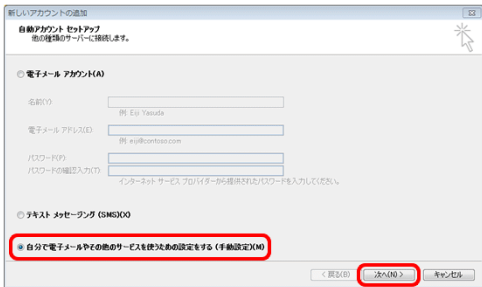 新しいアカウントの追加
自動アカウント セットアップ
他の種類のサーバーに接続します。
電子メール アカウント(A)
名前(Y)
例: Eiji Yasuda
電子メール アドレス(E)
例: eiji@contoso.com
パスワード(P)
パスワードの確認入力(T)
インターネット サービス プロバイダーから提供されたパスワードを入力してください。
テキスト メッセージング (SMS)(X)
自分で電子メールやその他のサービスを使うための設定をする (手動設定)(M)
< 戻る(B) 次へ(N) > キャンセル